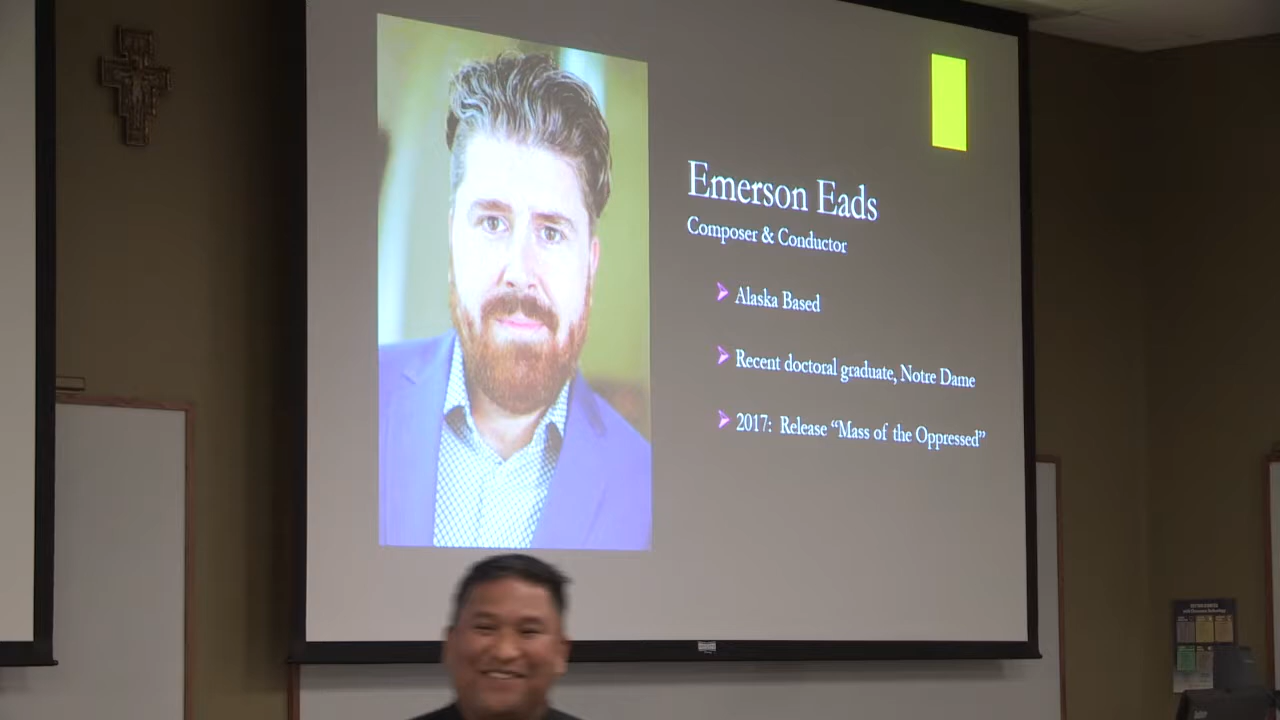 Emerson Eads
Composer & Conductor
Alaska Based
Recent doctoral graduate, Notre Dame
2017: Release “Mass of the Oppressed”